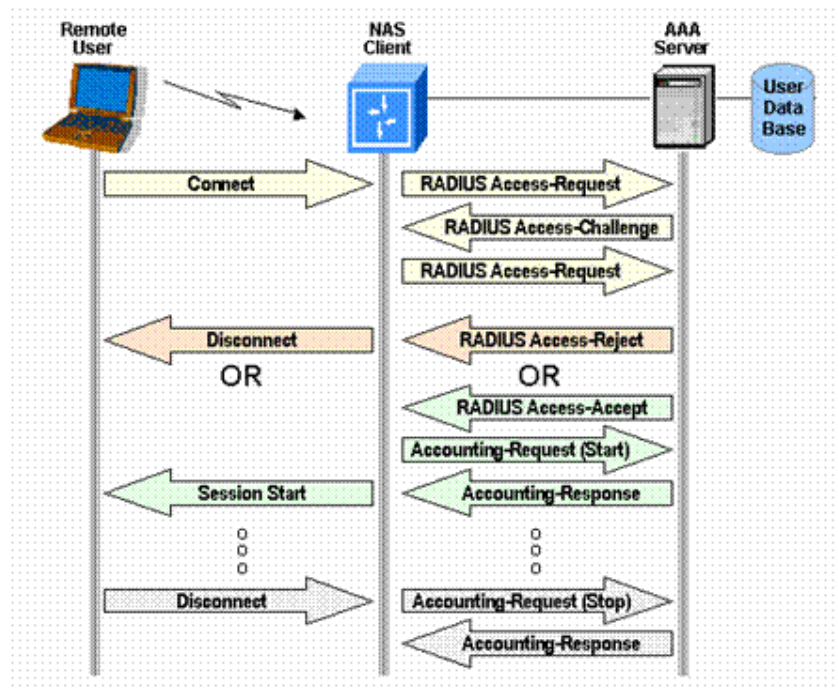 Remote
User
NAS
Client
AAA
Server
User
Data
Base
Connect
RADIUS Access-Request
RADIUS Access-Challenge
RADIUS Access-Request
Disconnect
RADIUS Access-Reject
OR
OR
RADIUS Access-Accept
Accounting-Request (Start)
Session Start
Accounting-Response
Disconnect
Accounting-Request (Stop)
Accounting-Response